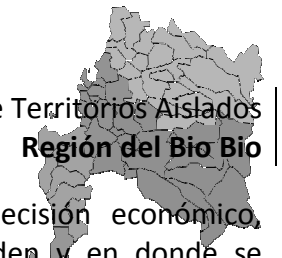 e Territorios Aislados
Región del Bio Bio
ecisión económico,
den y en donde se